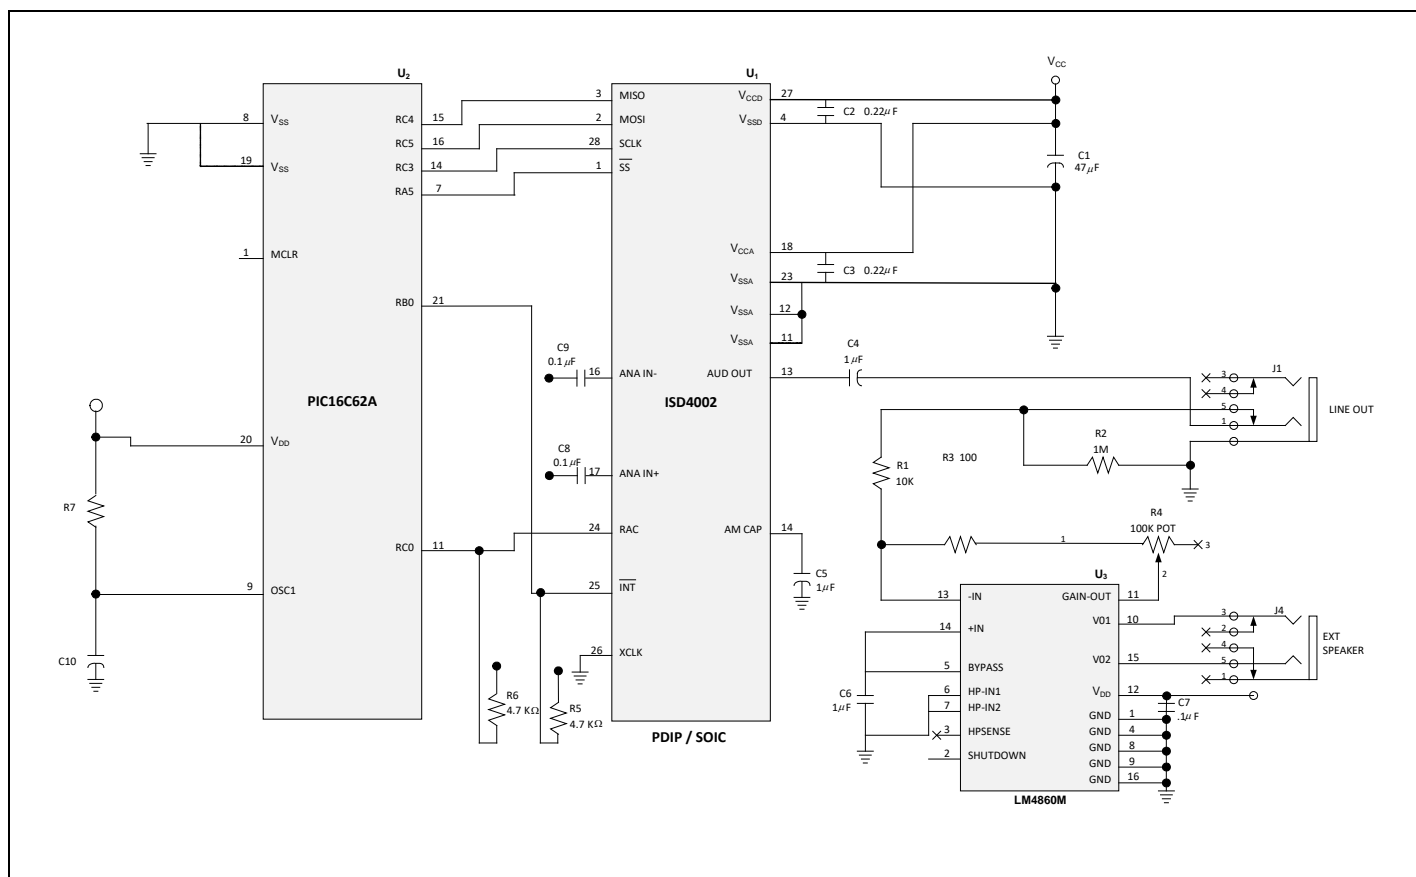 U2
U1
VCC
8
VSS
19
VSS
1
MCLR
20
VDD
9
OSC1
R7
C10
RC4
15
RC5
16
RC3
14
RA5
7
RB0
21
RC0
11
PIC16C62A
3
MISO
2
MOSI
28
SCLK
1
SS
C9
0.1µF
16
ANA IN-
C8
0.1µF
17
ANA IN+
24
RAC
25
INT
26
XCLK
R6
4.7 KΩ
R5
4.7 KΩ
ISD4002
PDIP / SOIC
VCCD
27
VSSD
4
C2 0.22µF
C1
47µF
VCCA
18
C3 0.22µF
VSSA
23
VSSA
12
VSSA
11
AUD OUT
13
C4
1µF
AM CAP
14
C5
1µF
J1
3
4
5
1
LINE OUT
R1
10K
R3 100
R2
1M
R4
100K POT
1
3
2
U3
13
-IN
14
+IN
5
BYPASS
6
HP-IN1
7
HP-IN2
3
HPSENSE
2
SHUTDOWN
C6
1µF
GAIN-OUT
11
V01
10
V02
15
VDD
12
GND
1
GND
4
GND
8
GND
9
GND
16
C7
.1µF
LM4860M
J4
3
2
4
5
1
EXT
SPEAKER